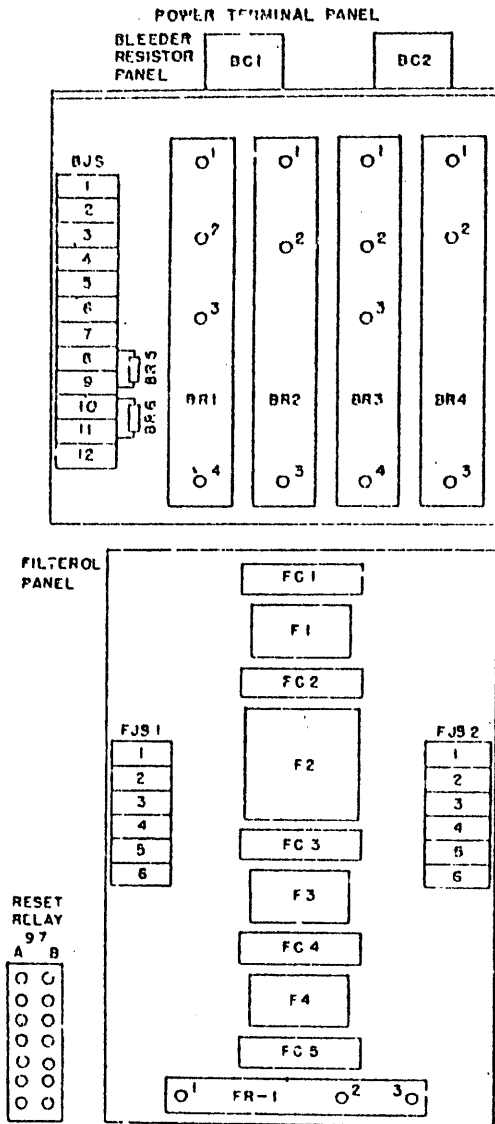 POWER TERMINAL PANEL
BLEEDER
RESISTOR
PANEL
BC1
BC2
BJS
1
2
3
4
5
6
7
8
9
10
11
12
BR5
BR6
1
2
3
4
BR1
1
2
3
BR2
1
2
3
4
BR3
1
2
3
BR4
FILTEROL
PANEL
FC1
F1
FC2
F2
FC3
F3
FC4
F4
FC5
FJS1
1
2
3
4
5
6
FJS2
1
2
3
4
5
6
RESET
RELAY
97
A B
1 FR-1 2 3